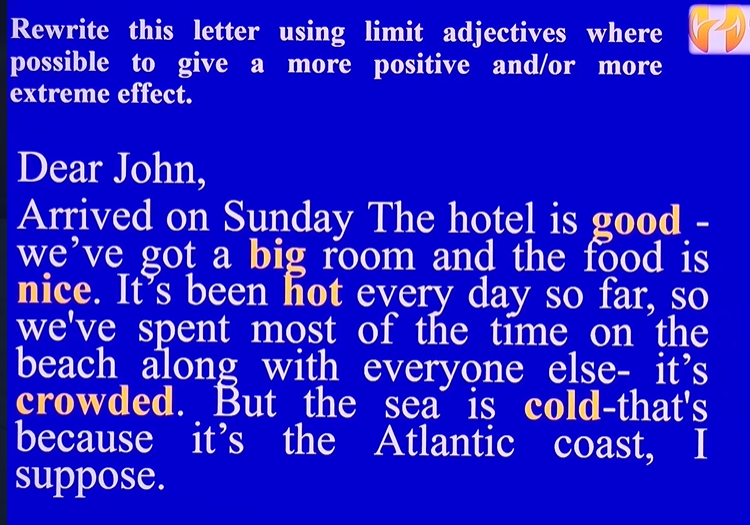 Rewrite this letter using limit adjectives where
possible to give a more positive and/or more
extreme effect.
Dear John,
Arrived on Sunday The hotel is good -
we’ve got a big room and the food is
nice. It’s been hot every day so far, so
we've spent most of the time on the
beach along with everyone else- it’s
crowded. But the sea is cold-that's
because it’s the Atlantic coast, I
suppose.